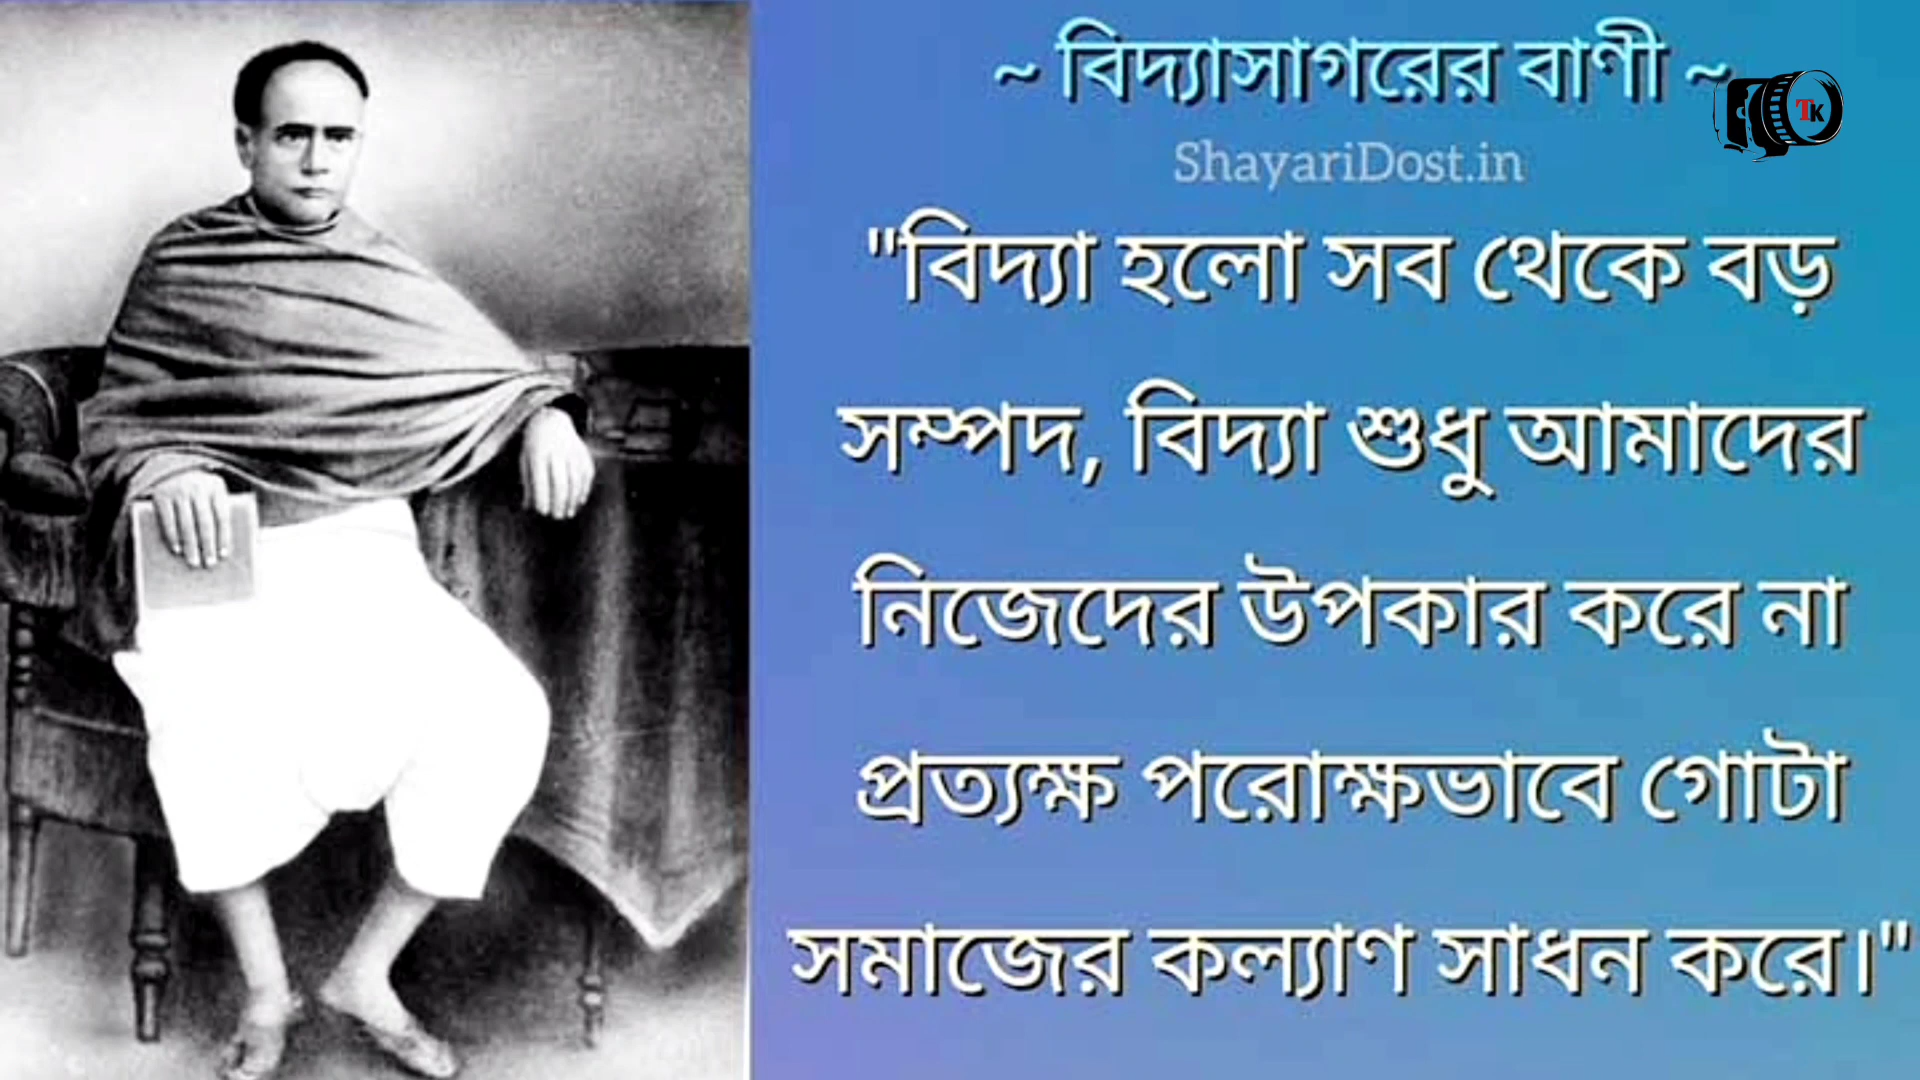 ~ বিদ্যাসাগরের বাণী ~
TK
ShayariDost.in
"বিদ্যা হলো সব থেকে বড়
সম্পদ, বিদ্যা শুধু আমাদের
নিজেদের উপকার করে না
প্রত্যক্ষ পরোক্ষভাবে গোটা
সমাজের কল্যাণ সাধন করে।"